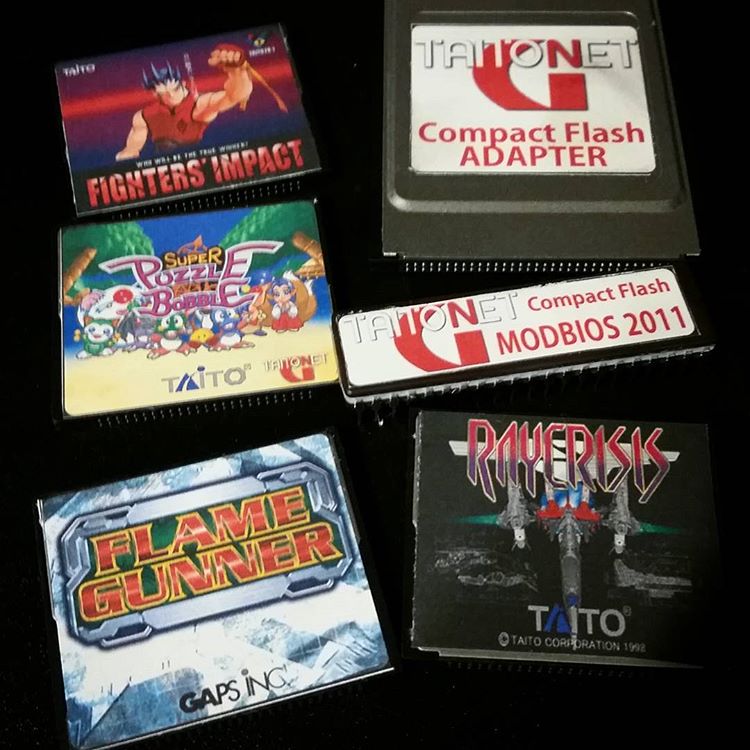 TAITO
WHO WILL BE THE TRUE WINNER?
FIGHTERS' IMPACT
TAITONET
G
Compact Flash
ADAPTER
SUPER
PUZZLE
BOBBLE
TAITO®
TAITONET
G
TAITONET
G
Compact Flash
MODBIOS 2011
FLAME
GUNNER
GAPS INC.
RAYCRISIS
TAITO®
© TAITO CORPORATION 1998